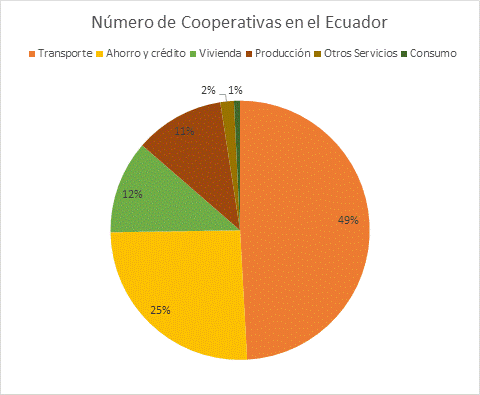 Número de Cooperativas en el Ecuador
Transporte Ahorro y crédito Vivienda Producción Otros Servicios Consumo
2% 1%
11%
12%
49%
25%